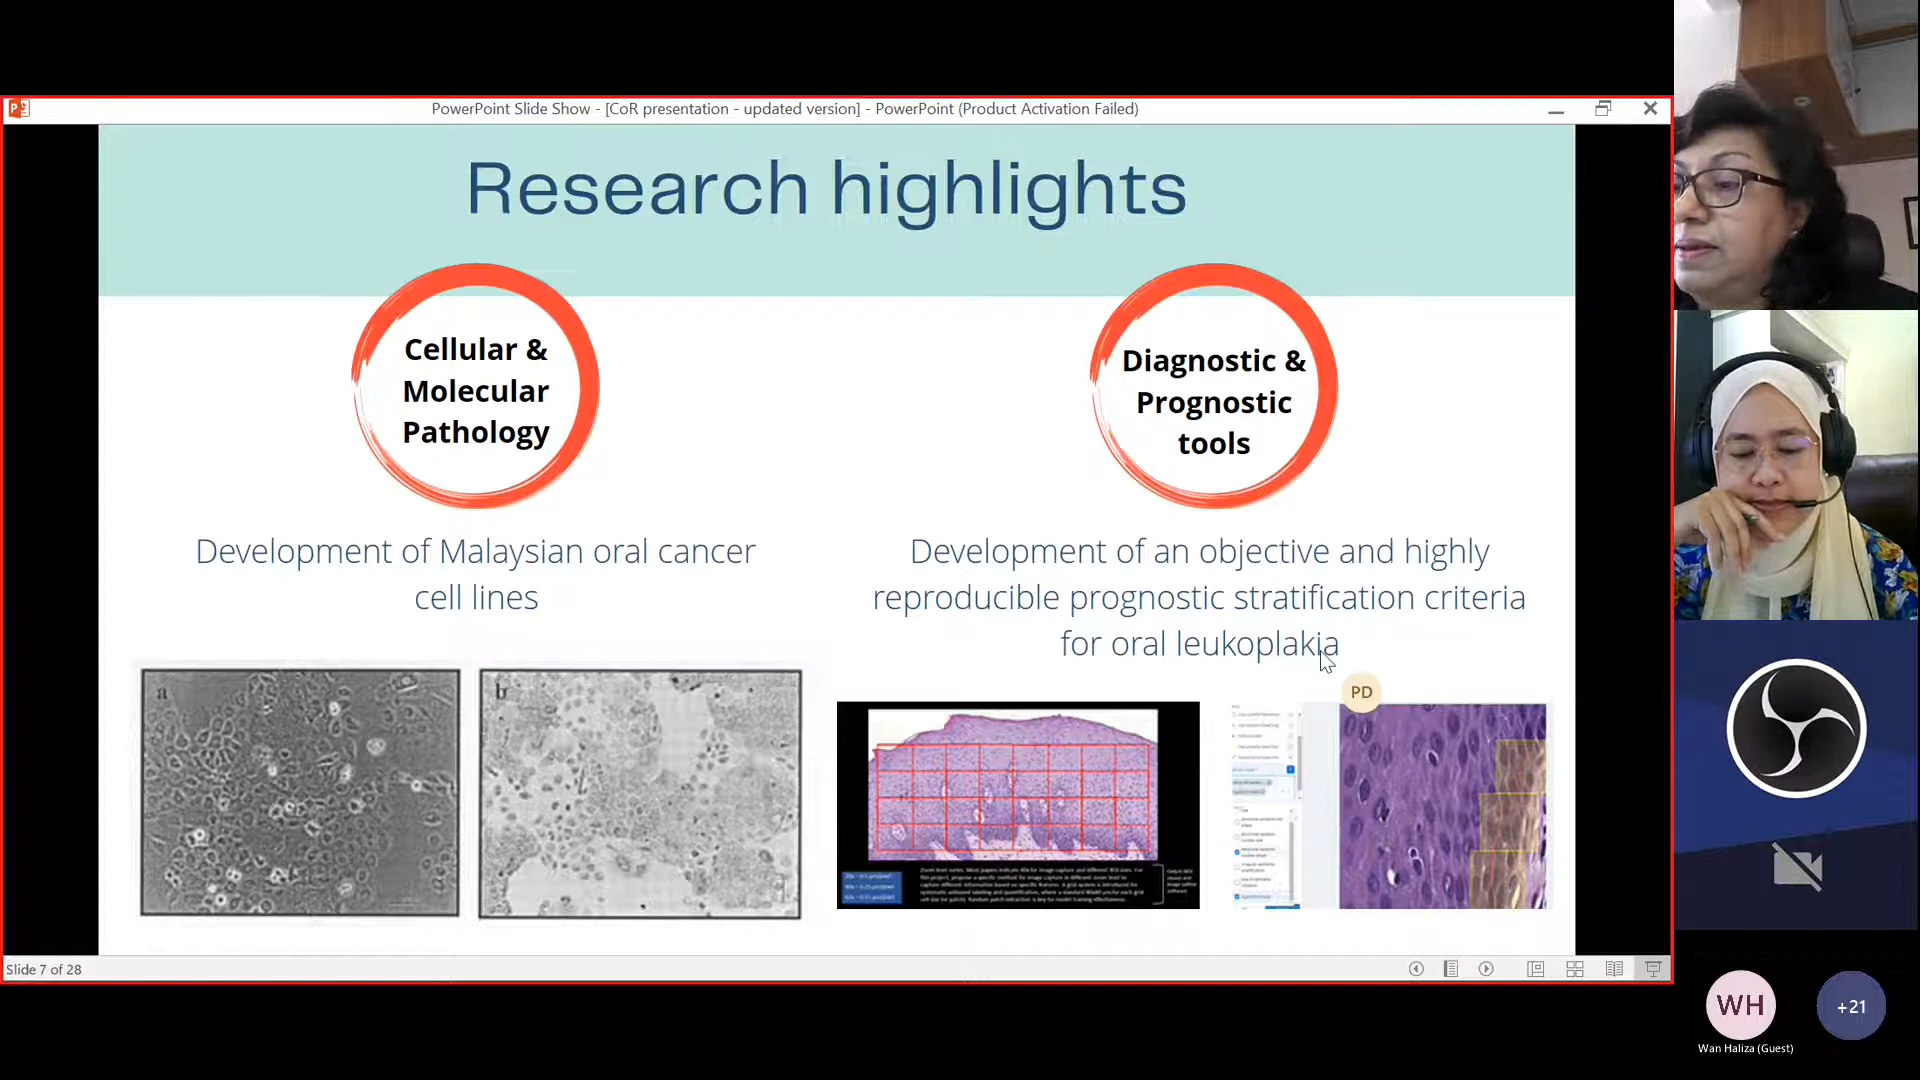 PowerPoint Slide Show - [CoR presentation - updated version] - PowerPoint (Product Activation Failed)
Research highlights
Cellular &
Molecular
Pathology
Diagnostic &
Prognostic
tools
Development of Malaysian oral cancer
cell lines
Development of an objective and highly
reproducible prognostic stratification criteria
for oral leukoplakia
a
b
PD
Slide 7 of 28
WH
+21
Wan Haliza (Guest)